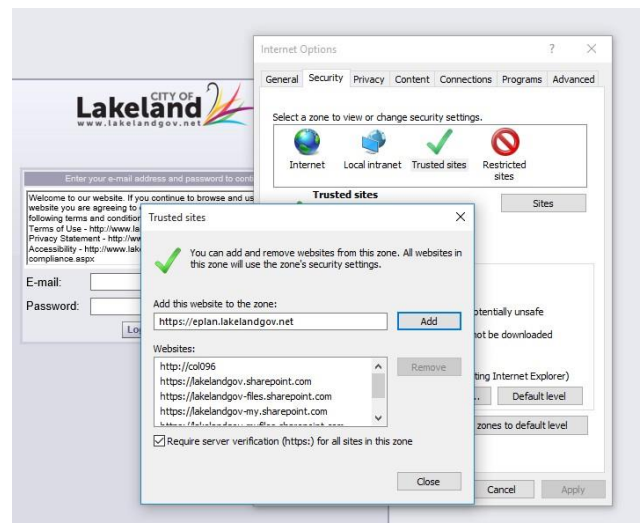 Internet Options
? ×
General Security Privacy Content Connections Programs Advanced
Select a zone to view or change security settings.
Internet Local intranet Trusted sites Restricted sites
Trusted sites
Sites
CITY OF
Lakeland
www.lakelandgov.net
Enter your e-mail address and password to cont
Welcome to our website. If you continue to browse and us
website you are agreeing to
following terms and condition
Terms of Use - http://www.la
Privacy Statement - http://ww
Accessibility - http://www.lak
compliance.aspx
E-mail:
Password:
Lo
Trusted sites
You can add and remove websites from this zone. All websites in
this zone will use the zone's security settings.
Add this website to the zone:
https://eplan.lakelandgov.net
Add
Websites:
http://col096
https://lakelandgov.sharepoint.com
https://lakelandgov-files.sharepoint.com
https://lakelandgov-my.sharepoint.com
Remove
Require server verification (https:) for all sites in this zone
Close
otentially unsafe
ot be downloaded
ting Internet Explorer)
.. Default level
zones to default level
Cancel Apply